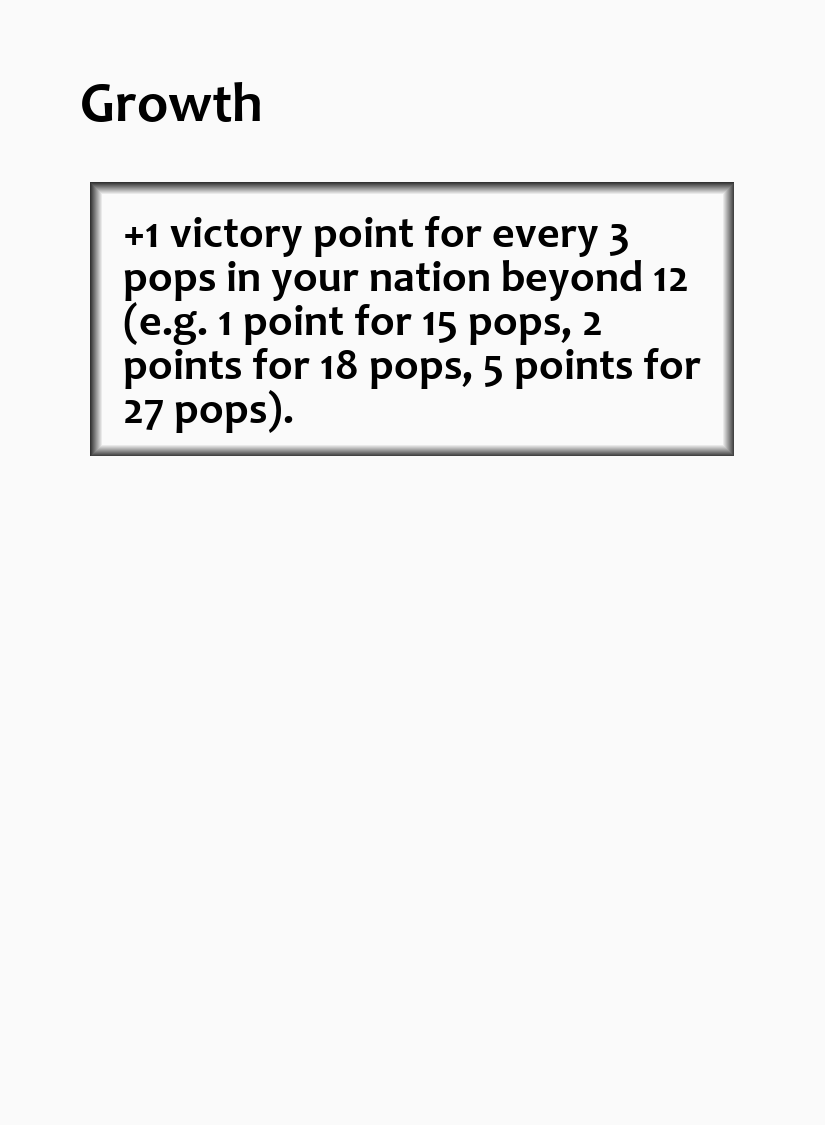 Growth
+1 victory point for every 3
pops in your nation beyond 12
(e.g. 1 point for 15 pops, 2
points for 18 pops, 5 points for
27 pops).